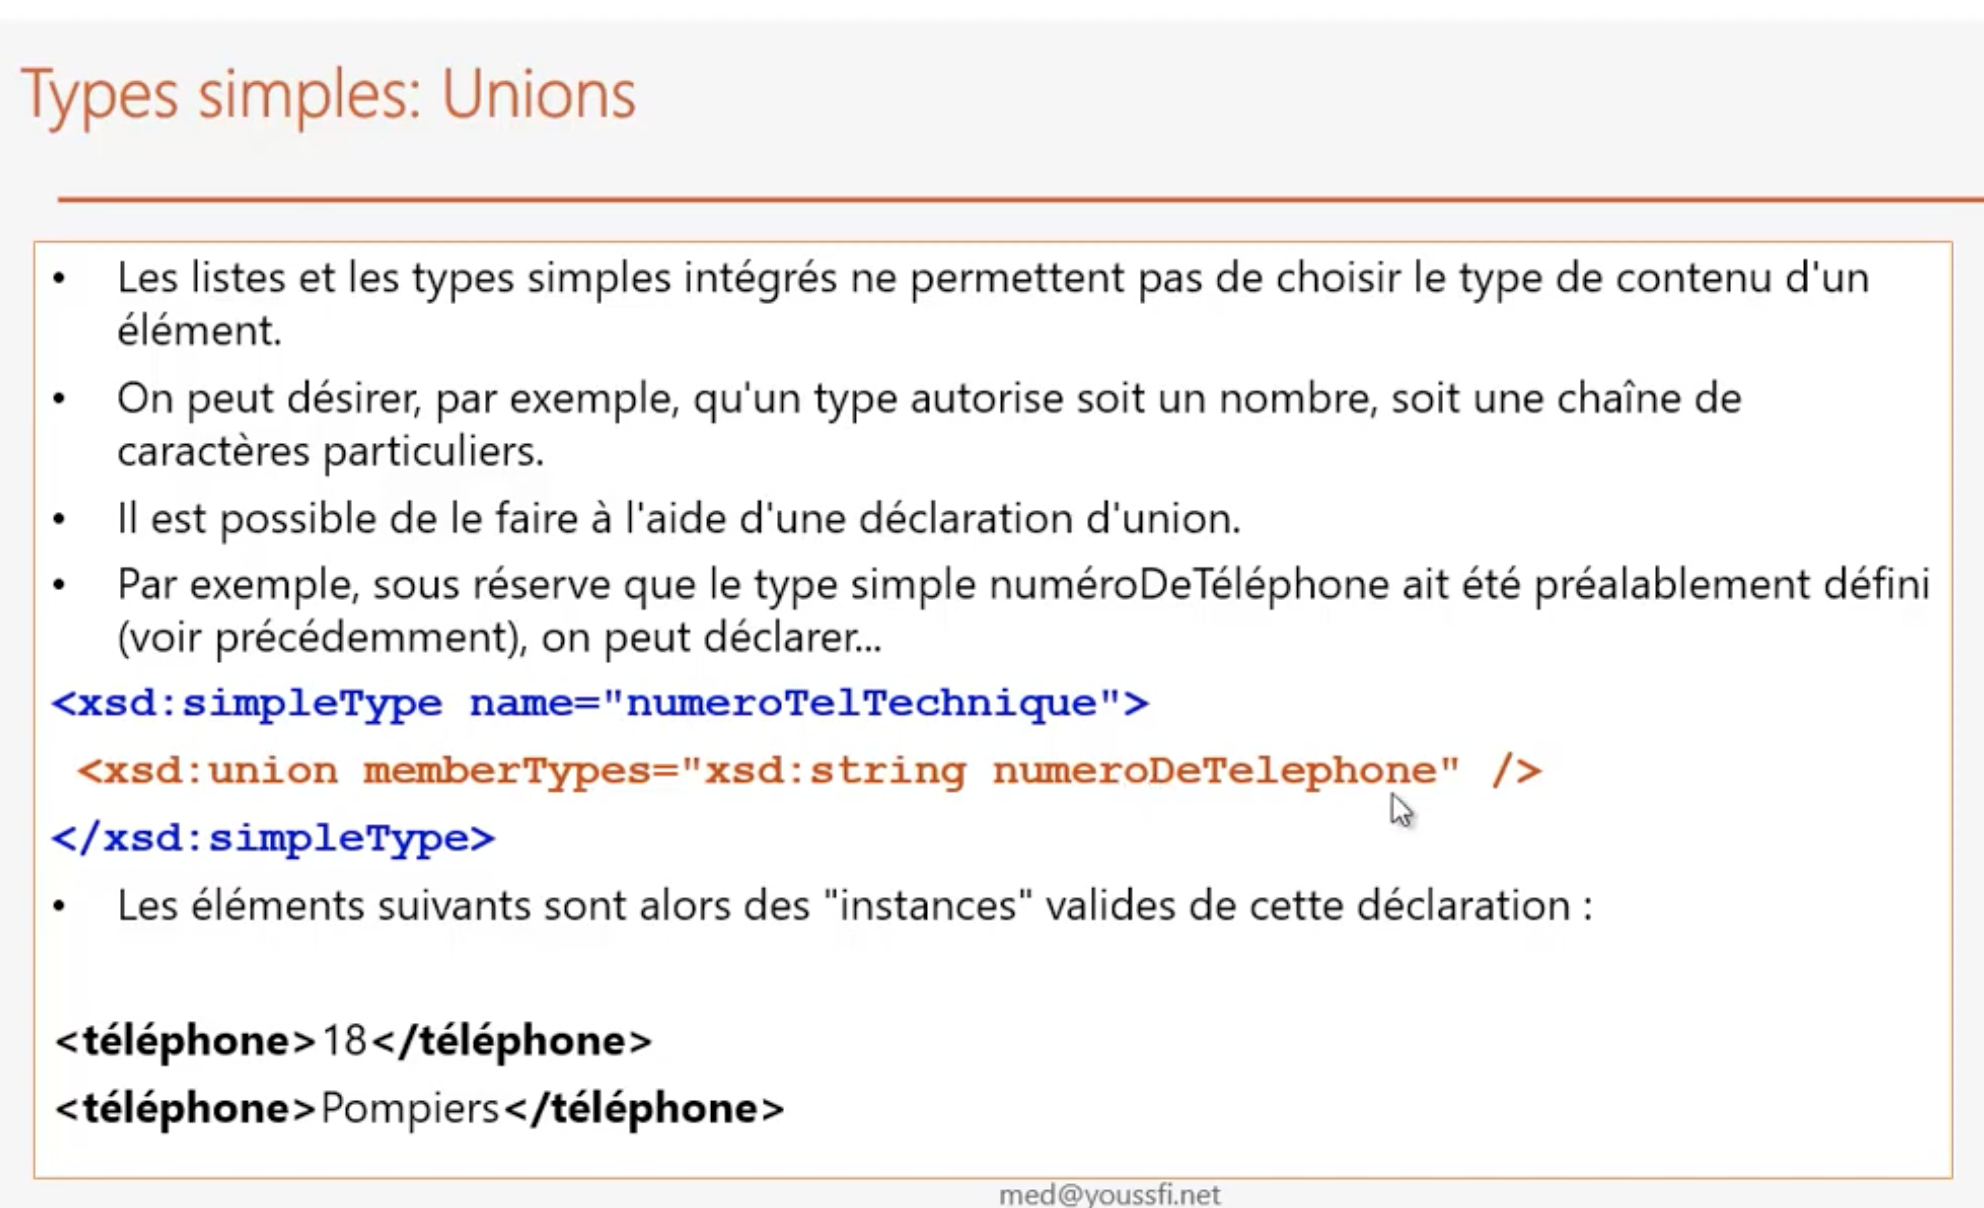 Types simples: Unions
• Les listes et les types simples intégrés ne permettent pas de choisir le type de contenu d'un
élément.
• On peut désirer, par exemple, qu'un type autorise soit un nombre, soit une chaîne de
caractères particuliers.
• Il est possible de le faire à l'aide d'une déclaration d'union.
• Par exemple, sous réserve que le type simple numéroDeTéléphone ait été préalablement défini
(voir précédemment), on peut déclarer...
<xsd:simpleType name="numeroTelTechnique">
<xsd:union memberTypes="xsd:string numeroDeTelephone" />
</xsd:simpleType>
• Les éléments suivants sont alors des "instances" valides de cette déclaration :
<téléphone>18</téléphone>
<téléphone>Pompiers</téléphone>
med@youssfi.net